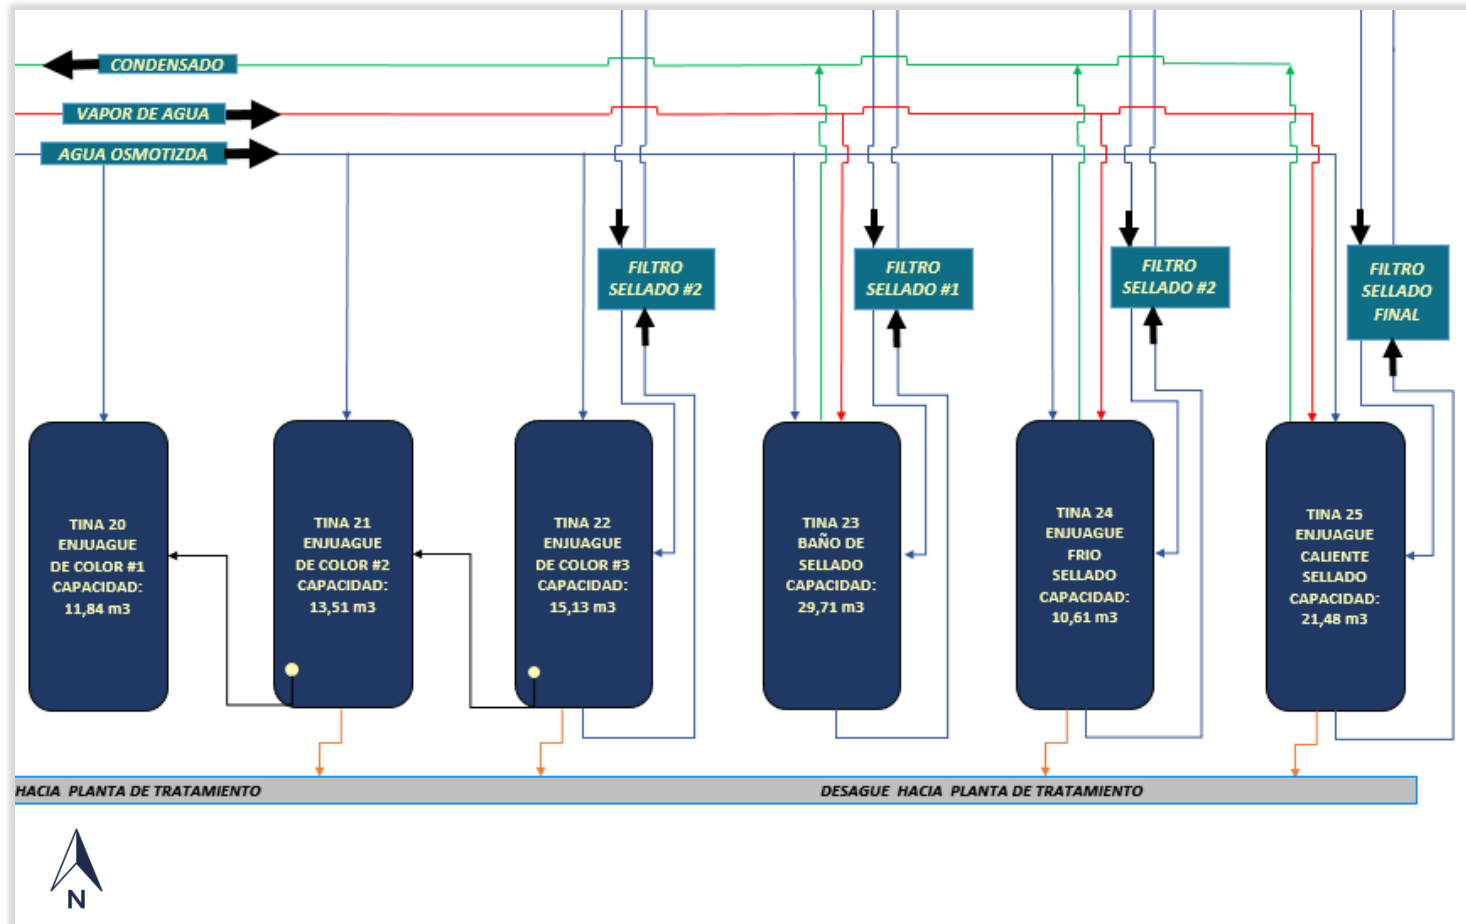 CONDENSADO
VAPOR DE AGUA
AGUA OSMOTIZDA
FILTRO
SELLADO #2
FILTRO
SELLADO #1
FILTRO
SELLADO #2
FILTRO
SELLADO
FINAL
TINA 20
ENJUAGUE
DE COLOR #1
CAPACIDAD:
11,84 m3
TINA 21
ENJUAGUE
DE COLOR #2
CAPACIDAD:
13,51 m3
TINA 22
ENJUAGUE
DE COLOR #3
CAPACIDAD:
15,13 m3
TINA 23
BAÑO DE
SELLADO
CAPACIDAD:
29,71 m3
TINA 24
ENJUAGUE
FRIO
SELLADO
CAPACIDAD:
10,61 m3
TINA 25
ENJUAGUE
CALIENTE
SELLADO
CAPACIDAD:
21,48 m3
HACIA PLANTA DE TRATAMIENTO
DESAGUE HACIA PLANTA DE TRATAMIENTO
N